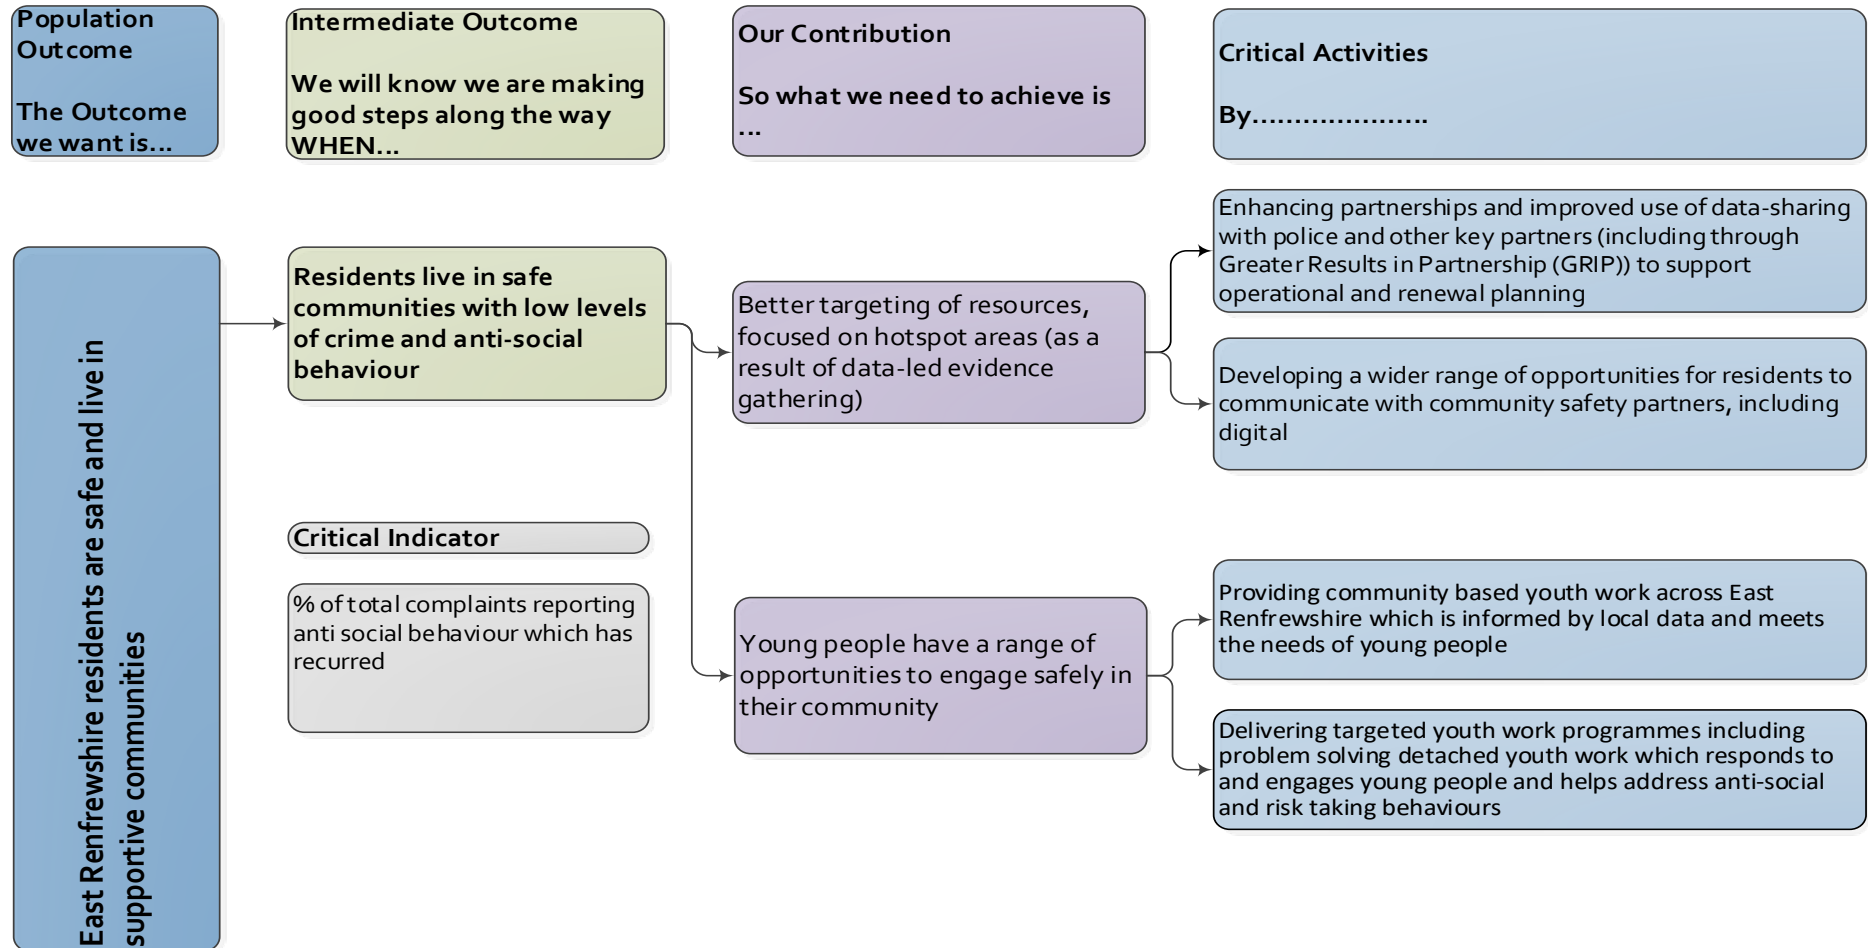 Population
Outcome
The Outcome
we want is...
Intermediate Outcome
We will know we are making
good steps along the way
WHEN...
Our Contribution
So what we need to achieve is
...
Critical Activities
By.....................
East Renfrewshire residents are safe and live in
supportive communities
Residents live in safe
communities with low levels
of crime and anti-social
behaviour
Critical Indicator
% of total complaints reporting
anti social behaviour which has
recurred
Better targeting of resources,
focused on hotspot areas (as a
result of data-led evidence
gathering)
Young people have a range of
opportunities to engage safely in
their community
Enhancing partnerships and improved use of data-sharing
with police and other key partners (including through
Greater Results in Partnership (GRIP)) to support
operational and renewal planning
Developing a wider range of opportunities for residents to
communicate with community safety partners, including
digital
Providing community based youth work across East
Renfrewshire which is informed by local data and meets
the needs of young people
Delivering targeted youth work programmes including
problem solving detached youth work which responds to
and engages young people and helps address anti-social
and risk taking behaviours